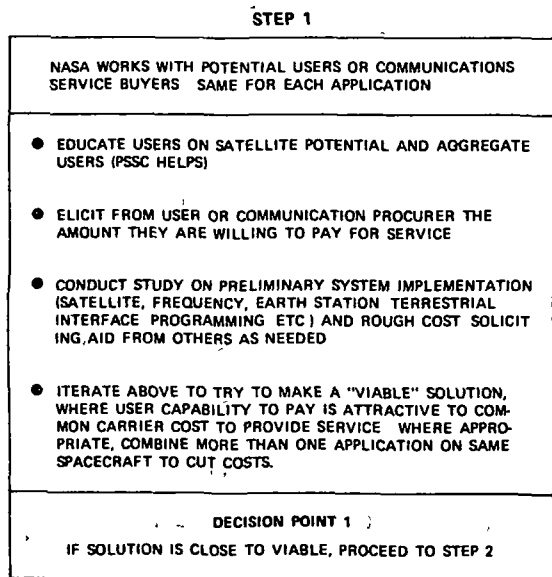 STEP 1
NASA WORKS WITH POTENTIAL USERS OR COMMUNICATIONS
SERVICE BUYERS SAME FOR EACH APPLICATION
● EDUCATE USERS ON SATELLITE POTENTIAL AND AGGREGATE
USERS (PSSC HELPS)
● ELICIT FROM USER OR COMMUNICATION PROCURER THE
AMOUNT THEY ARE WILLING TO PAY FOR SERVICE
● CONDUCT STUDY ON PRELIMINARY SYSTEM IMPLEMENTATION
(SATELLITE, FREQUENCY, EARTH STATION TERRESTRIAL
INTERFACE PROGRAMMING ETC) AND ROUGH COST SOLICIT
ING, AID FROM OTHERS AS NEEDED
● ITERATE ABOVE TO TRY TO MAKE A "VIABLE" SOLUTION,
WHERE USER CAPABILITY TO PAY IS ATTRACTIVE TO COM-
MON CARRIER COST TO PROVIDE SERVICE WHERE APPRO-
PRIATE, COMBINE MORE THAN ONE APPLICATION ON SAME
SPACECRAFT TO CUT COSTS.
DECISION POINT 1
IF SOLUTION IS CLOSE TO VIABLE, PROCEED TO STEP 2